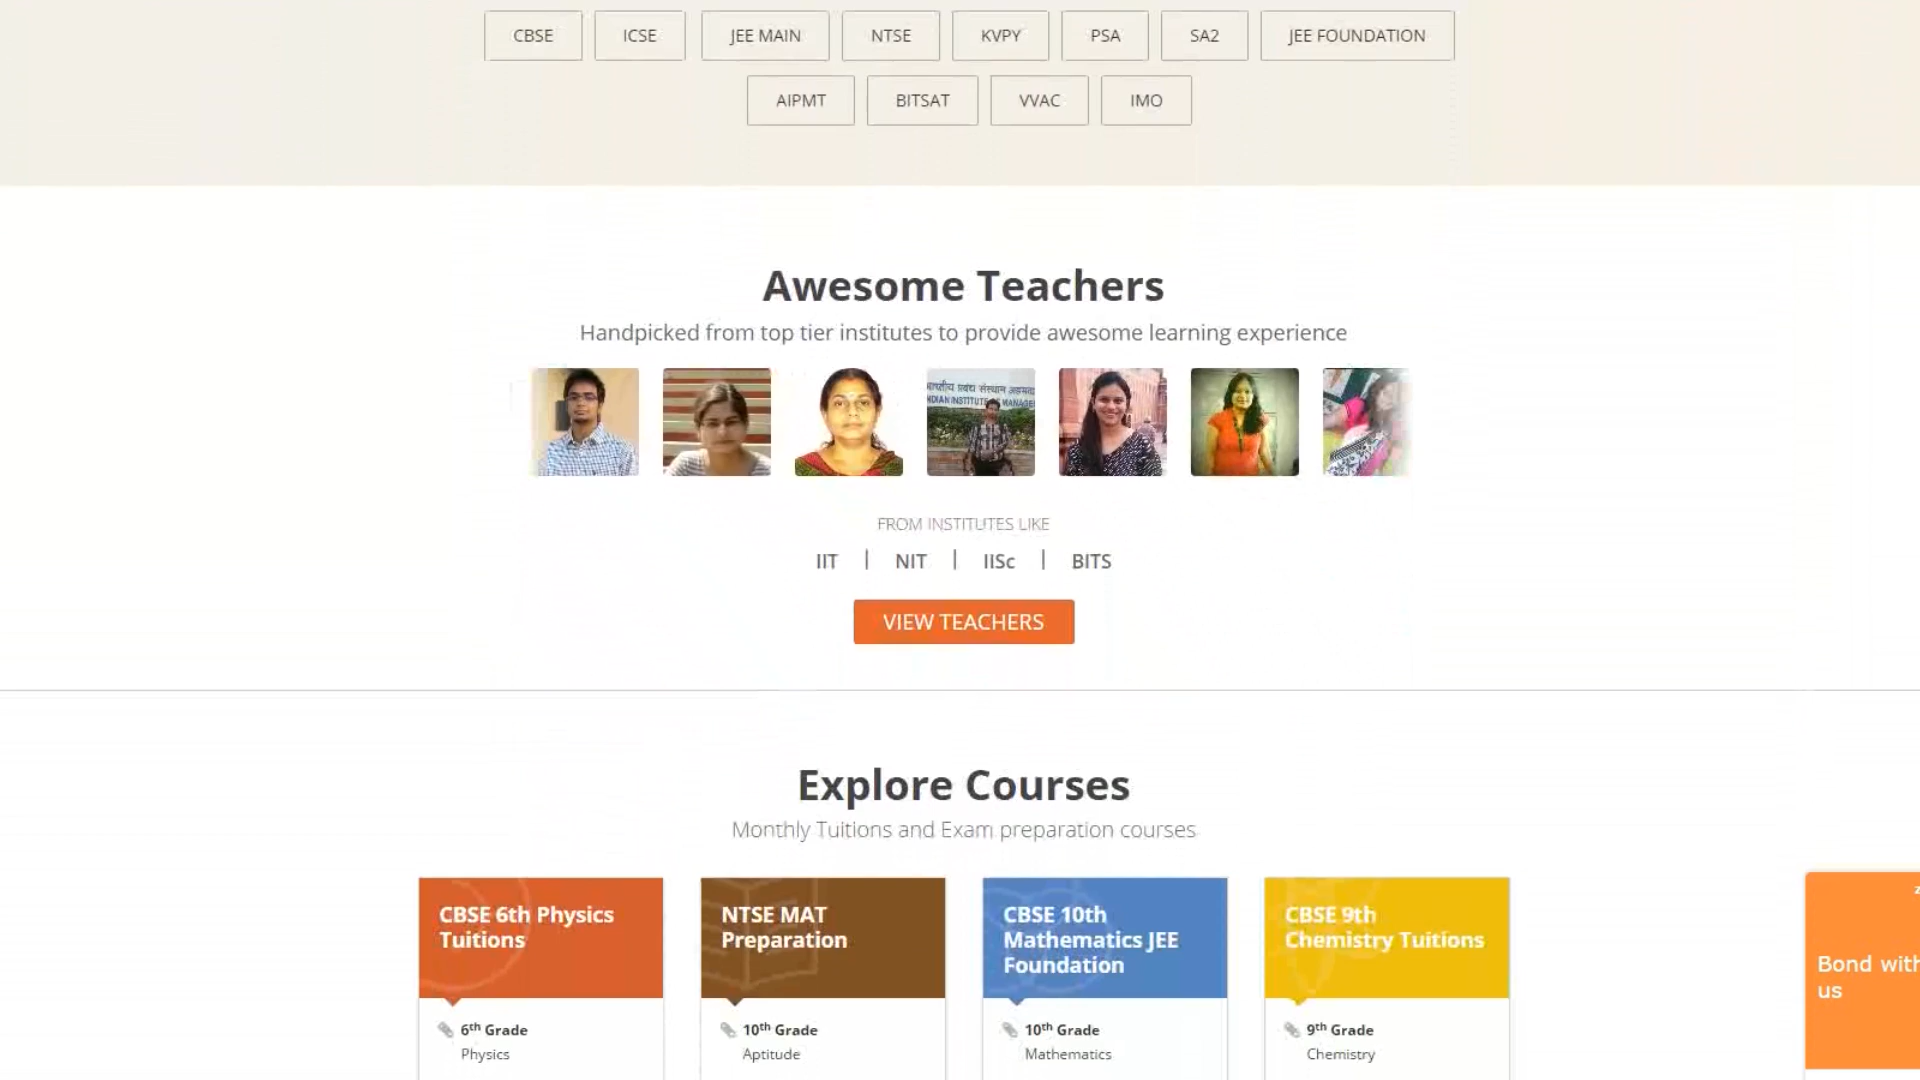 CBSE ICSE JEE MAIN NTSE KVPY PSA SA2 JEE FOUNDATION
AIPMT BITSAT VVAC IMO
Awesome Teachers
Handpicked from top tier institutes to provide awesome learning experience
FROM INSTITUTES LIKE
IIT | NIT | IISc | BITS
VIEW TEACHERS
Explore Courses
Monthly Tuitions and Exam preparation courses
CBSE 6th Physics
Tuitions
6th Grade
Physics
NTSE MAT
Preparation
10th Grade
Aptitude
CBSE 10th
Mathematics JEE
Foundation
10th Grade
Mathematics
CBSE 9th
Chemistry Tuitions
9th Grade
Chemistry
Bond with
us